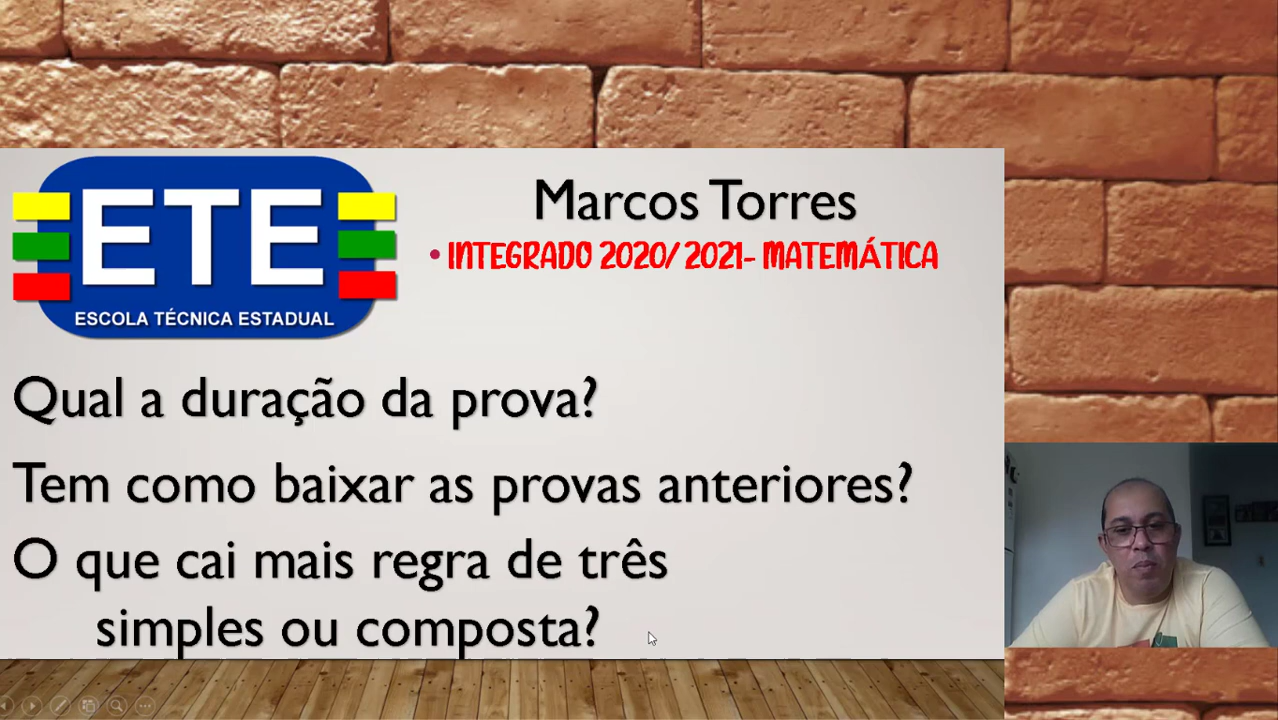 ETE
ESCOLA TÉCNICA ESTADUAL
Marcos Torres
• INTEGRADO 2020/2021- MATEMÁTICA
Qual a duração da prova?
Tem como baixar as provas anteriores?
O que cai mais regra de três
simples ou composta?